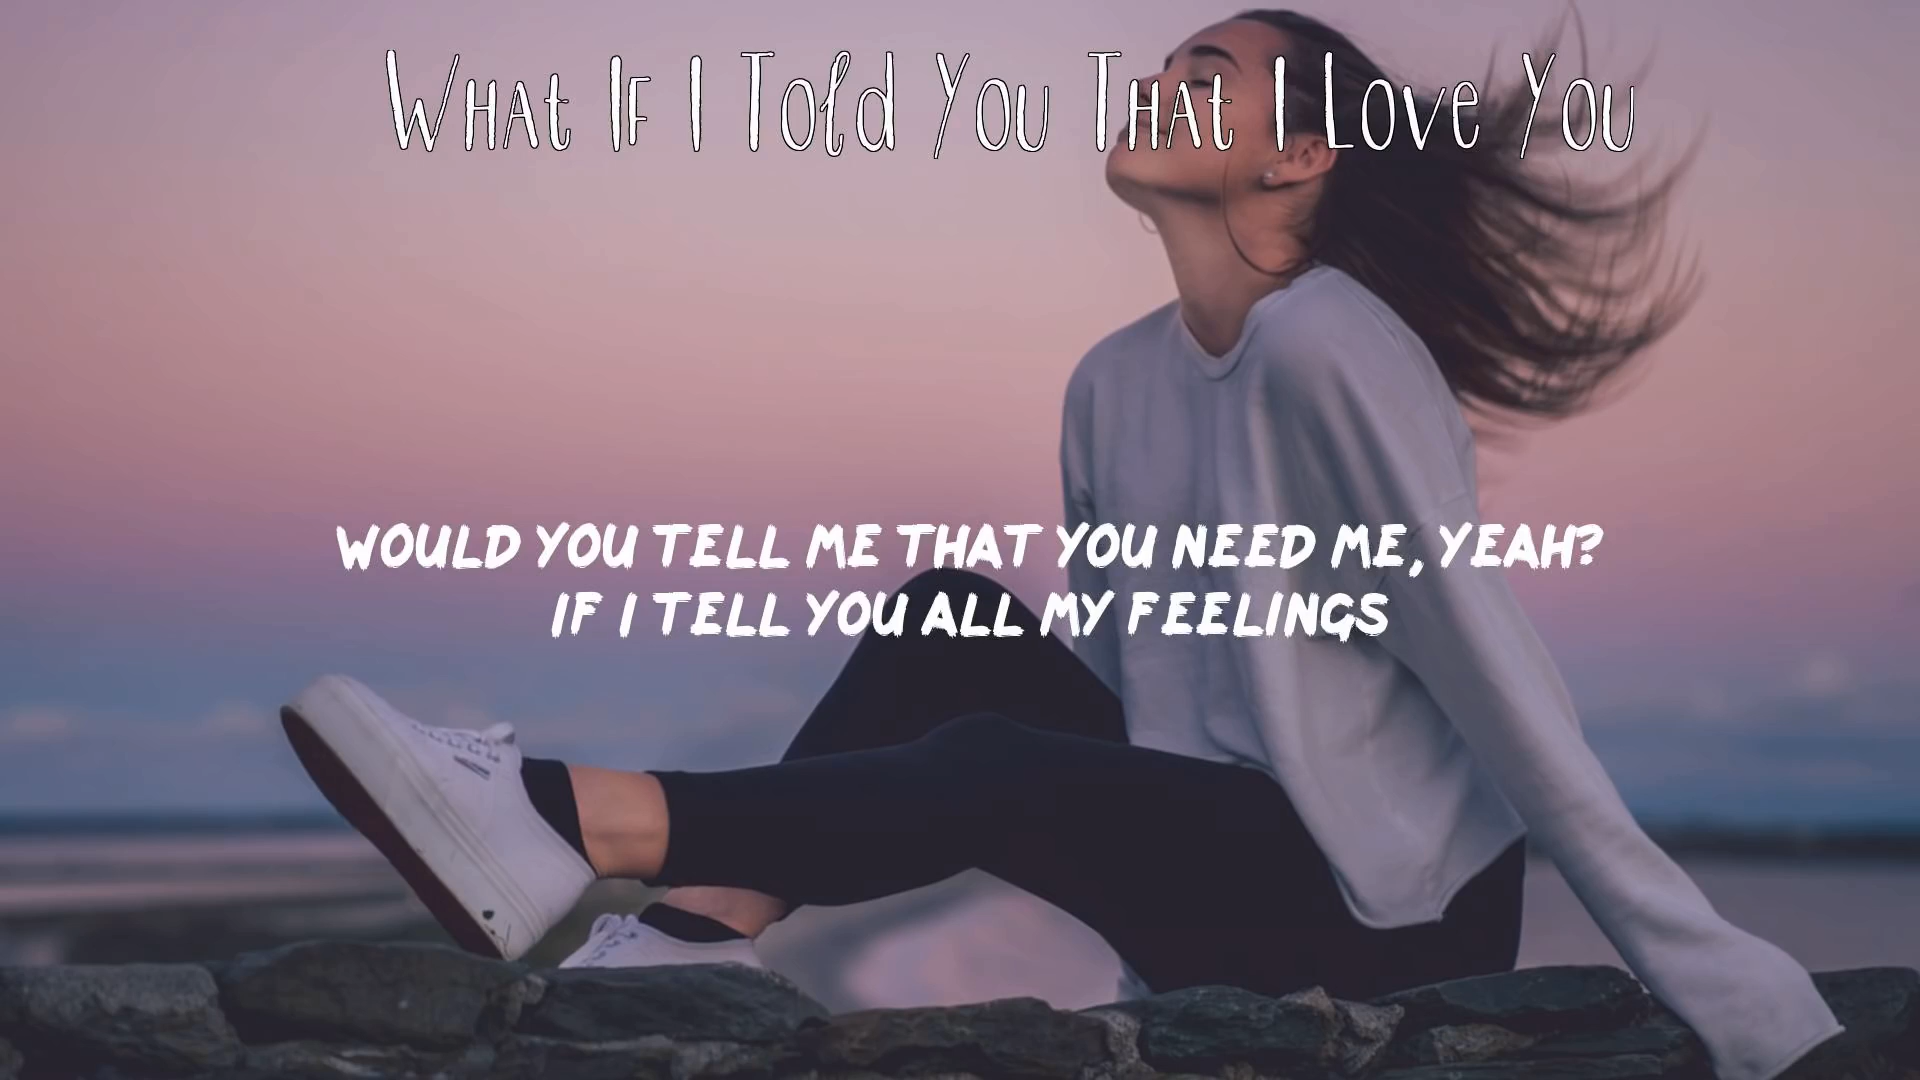 What If I Told You That I Love You
WOULD YOU TELL ME THAT YOU NEED ME, YEAH?
IF I TELL YOU ALL MY FEELINGS